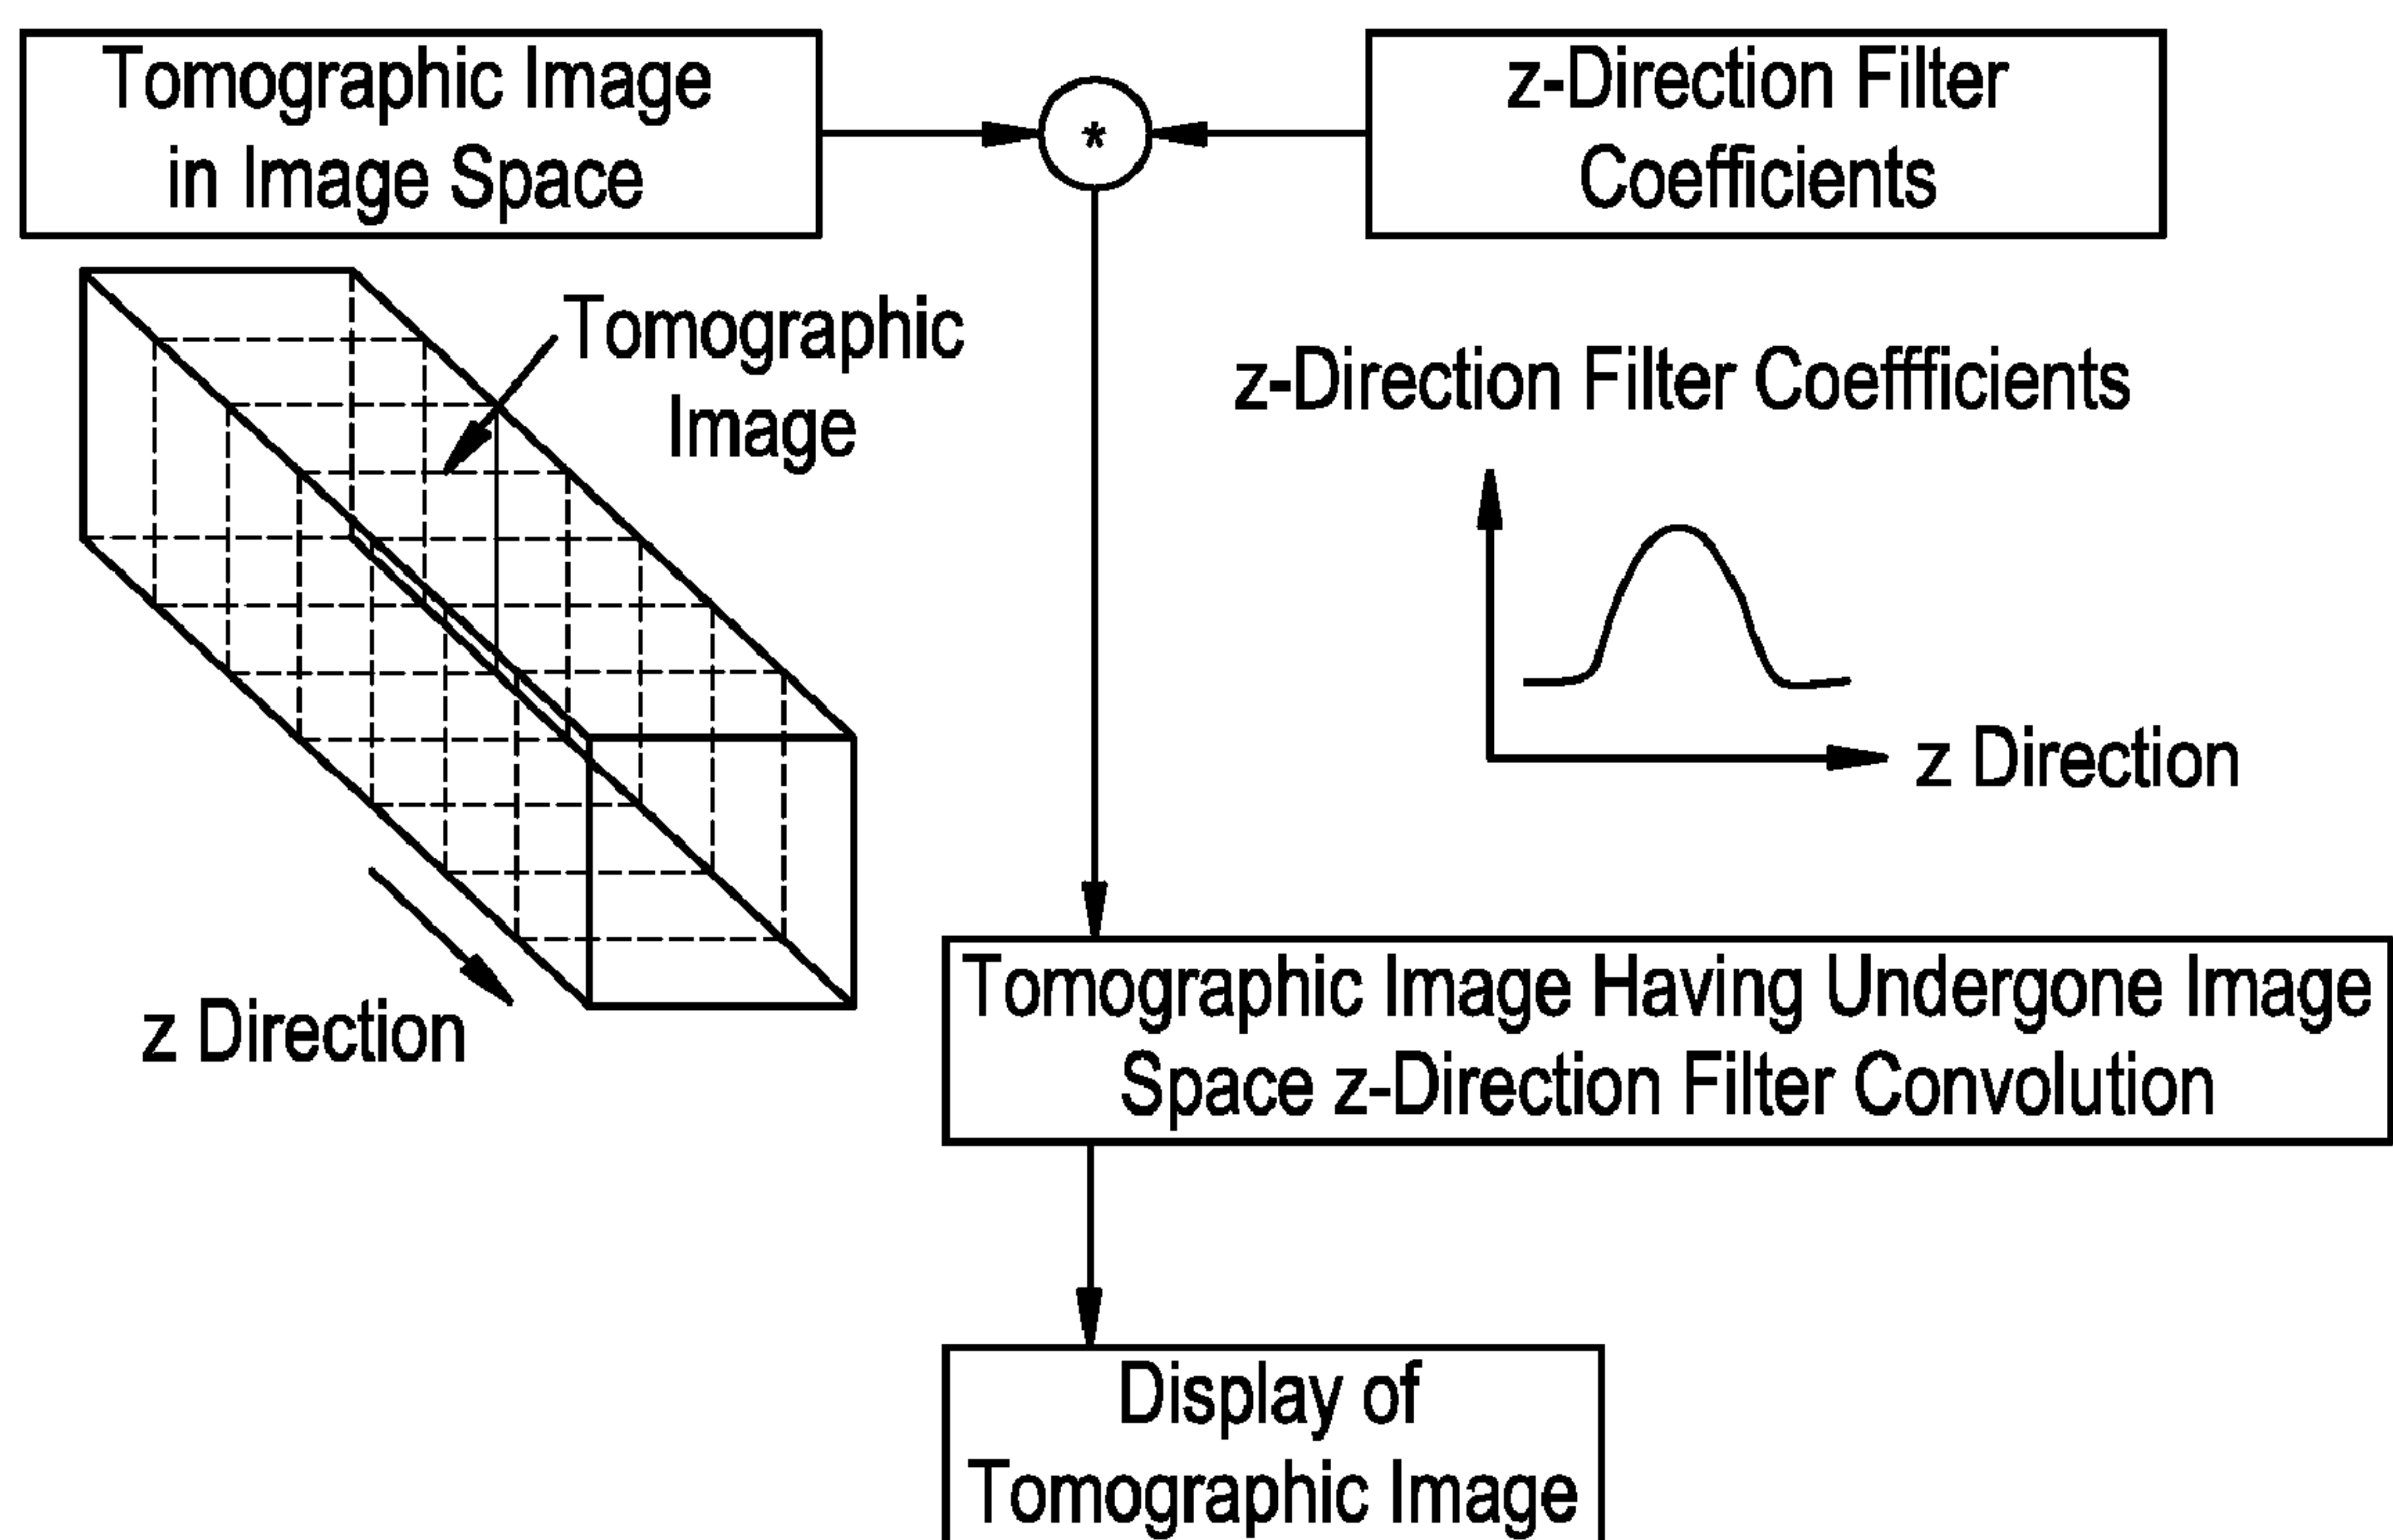 Tomographic Image
in Image Space
*
z-Direction Filter
Coefficients
Tomographic
Image
z Direction
z-Direction Filter Coeffficients
z Direction
Tomographic Image Having Undergone Image
Space z-Direction Filter Convolution
Display of
Tomographic Image